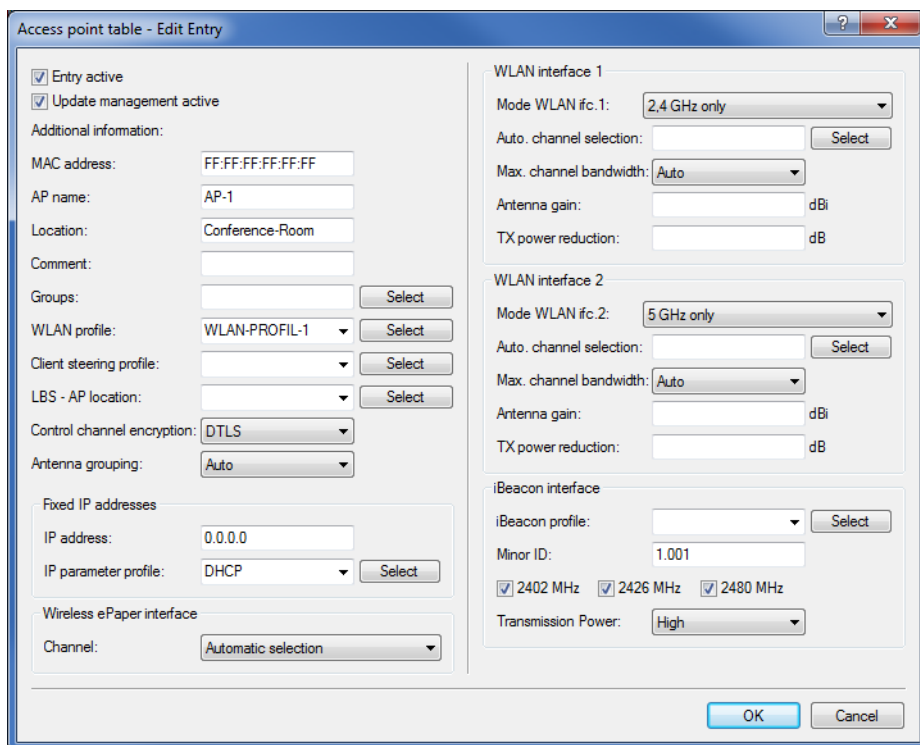 Access point table - Edit Entry
Entry active
Update management active
Additional information:
MAC address: FF:FF:FF:FF:FF:FF
AP name: AP-1
Location: Conference-Room
Comment:
Groups: Select
WLAN profile: WLAN-PROFIL-1 Select
Client steering profile: Select
LBS - AP location: Select
Control channel encryption: DTLS
Antenna grouping: Auto
Fixed IP addresses
IP address: 0.0.0.0
IP parameter profile: DHCP Select
Wireless ePaper interface
Channel: Automatic selection
WLAN interface 1
Mode WLAN ifc.1: 2,4 GHz only
Auto. channel selection: Select
Max. channel bandwidth: Auto
Antenna gain: dBi
TX power reduction: dB
WLAN interface 2
Mode WLAN ifc.2: 5 GHz only
Auto. channel selection: Select
Max. channel bandwidth: Auto
Antenna gain: dBi
TX power reduction: dB
iBeacon interface
iBeacon profile: Select
Minor ID: 1.001
2402 MHz 2426 MHz 2480 MHz
Transmission Power: High
OK Cancel